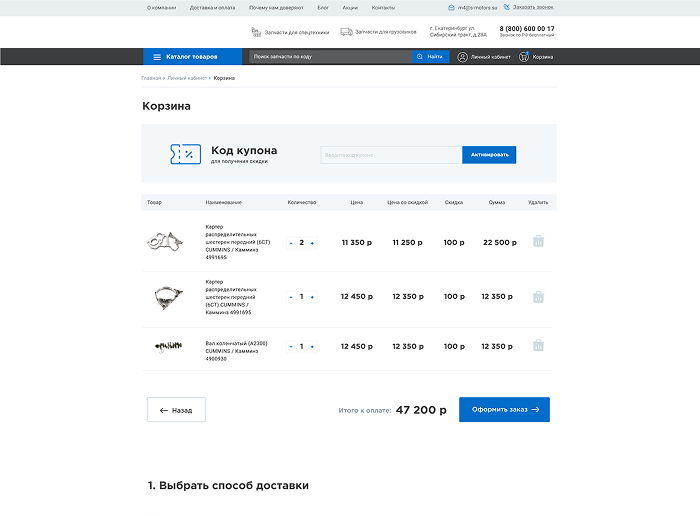 О компании Доставка и оплата Почему нам доверяют Блог Акции Контакты m4@s-motors.su Заказать звонок
Запчасти для спецтехники Запчасти для грузовиков г. Екатеринбург ул. 8 (800) 600 00 17
Сибирский тракт, д.28А Звонок по РФ бесплатный
Каталог товаров Поиск запчасти по коду Найти Личный кабинет Корзина
Главная > Личный кабинет > Корзина
Корзина
Код купона
для получения скидки
Введите код купона Активировать
Товар Наименование Количество Цена Цена со скидкой Скидка Сумма Удалить
Картер
распределительных
шестерен передний (6CT)
CUMMINS / Камминз
4991695
- 2 + 11 350 р 11 250 р 100 р 22 500 р
Картер
распределительных
шестерен передний
(6CT) CUMMINS /
Камминз 4991695
- 1 + 12 450 р 12 350 р 100 р 12 350 р
Вал коленчатый (A2300)
CUMMINS / Камминз
4900930
- 1 + 12 450 р 12 350 р 100 р 12 350 р
← Назад Итого к оплате: 47 200 р Оформить заказ →
1. Выбрать способ доставки